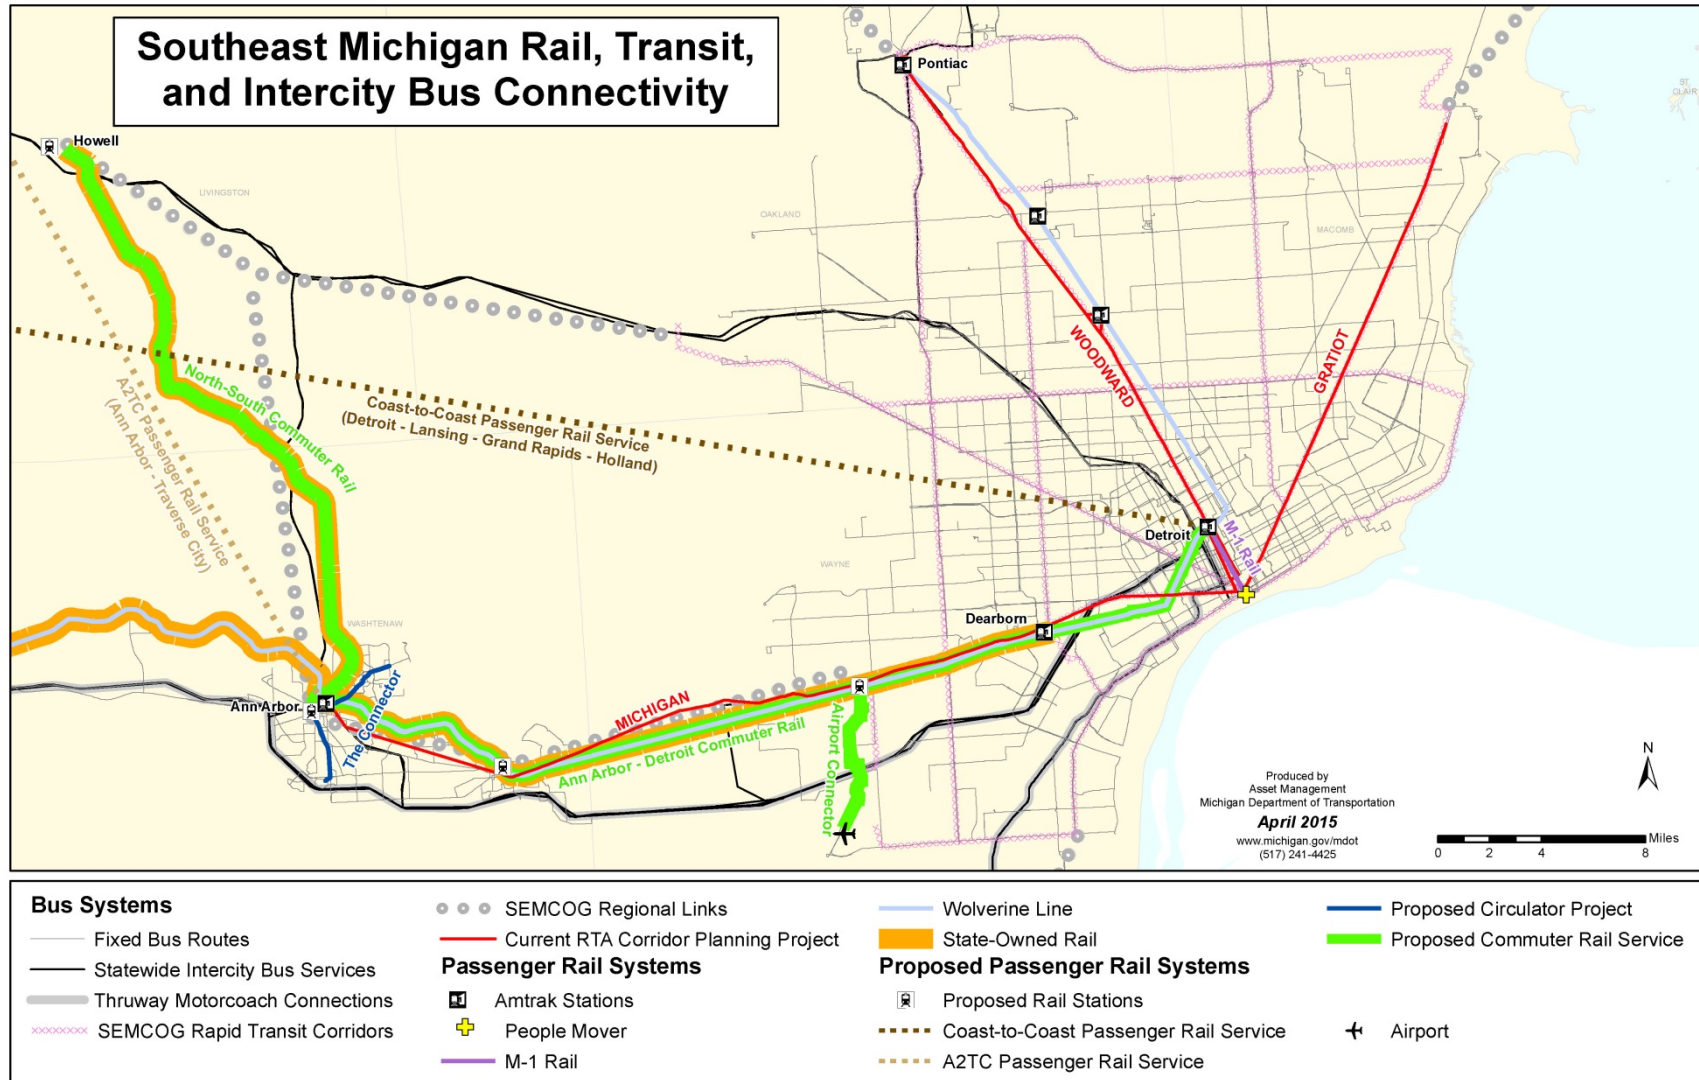 Southeast Michigan Rail, Transit,
and Intercity Bus Connectivity
Pontiac
Howell
LIVINGSTON
OAKLAND
MACOMB
ST
CLAIR
WOODWARD
GRATIOT
North-South Commuter Rail
A2TC Passenger Rail Service
(Ann Arbor - Traverse City)
Coast-to-Coast Passenger Rail Service
(Detroit - Lansing - Grand Rapids - Holland)
Detroit
M-1 Rail
WAYNE
Dearborn
WASHTENAW
Ann Arbor
The Connector
MICHIGAN
Ann Arbor - Detroit Commuter Rail
Airport Connector
Produced by
Asset Management
Michigan Department of Transportation
April 2015
www.michigan.gov/mdot
(517) 241-4425
N
Miles
0 2 4 8
Bus Systems
Fixed Bus Routes
Statewide Intercity Bus Services
Thruway Motorcoach Connections
SEMCOG Rapid Transit Corridors
SEMCOG Regional Links
Current RTA Corridor Planning Project
Passenger Rail Systems
Amtrak Stations
People Mover
M-1 Rail
Wolverine Line
State-Owned Rail
Proposed Passenger Rail Systems
Proposed Rail Stations
Coast-to-Coast Passenger Rail Service
A2TC Passenger Rail Service
Proposed Circulator Project
Proposed Commuter Rail Service
Airport